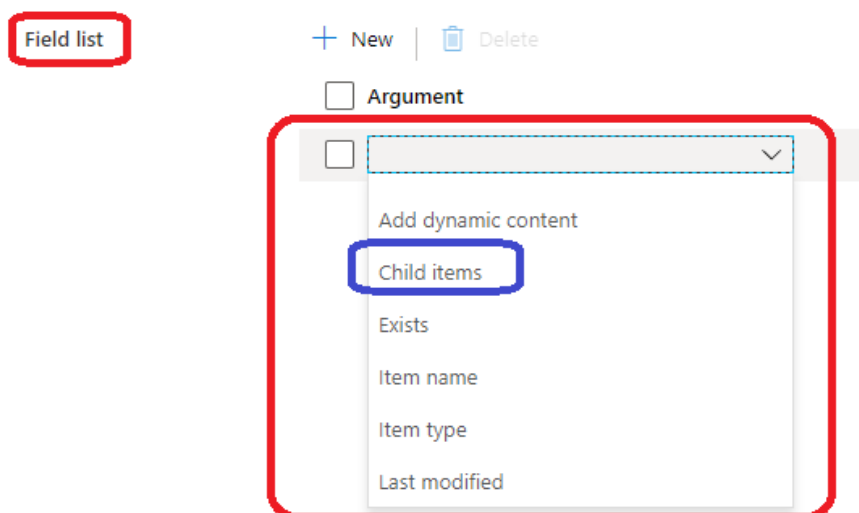 Field list
New
Delete
Argument
Add dynamic content
Child items
Exists
Item name
Item type
Last modified